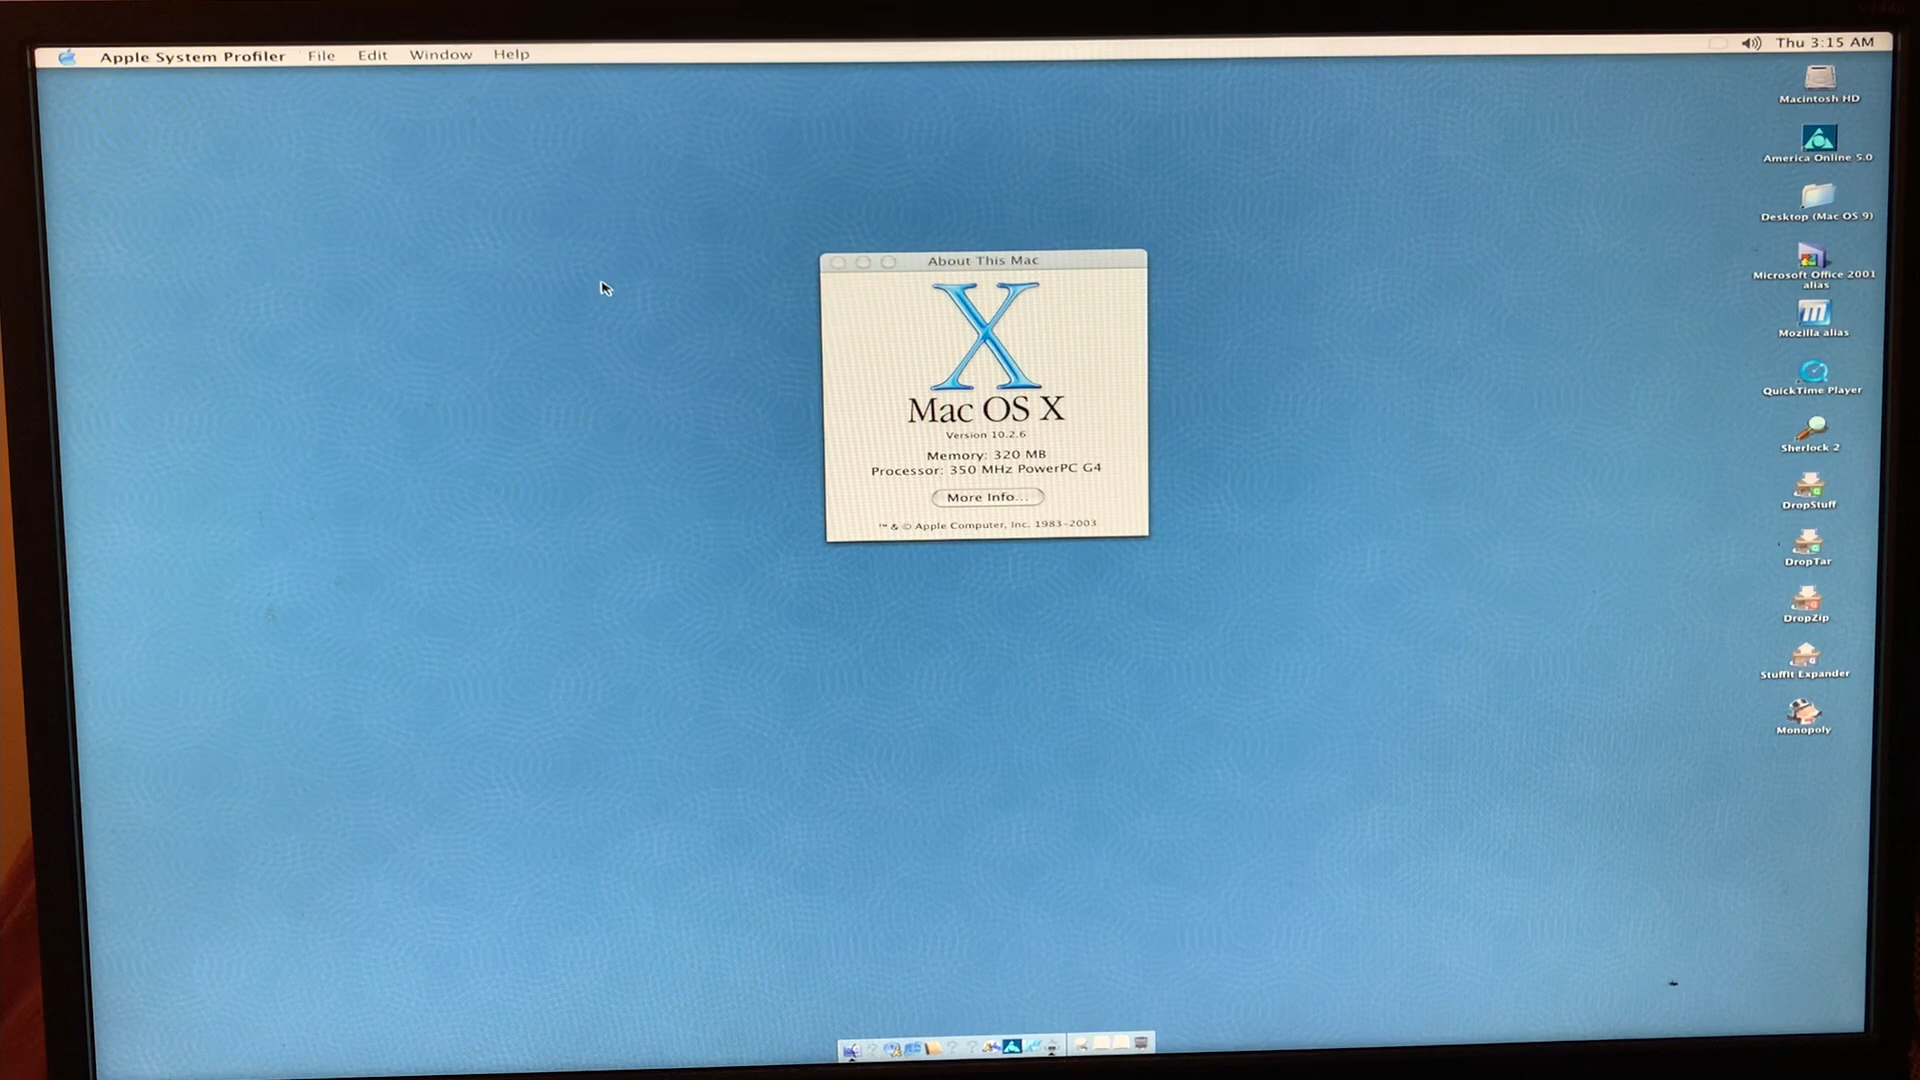 Apple System Profiler File Edit Window Help
Thu 3:15 AM
Macintosh HD
America Online 5.0
Desktop (Mac OS 9)
Microsoft Office 2001
alias
Mozilla alias
QuickTime Player
Sherlock 2
DropStuff
DropTar
DropZip
StuffIt Expander
Monopoly
About This Mac
X
Mac OS X
Version 10.2.6
Memory: 320 MB
Processor: 350 MHz PowerPC G4
More Info...
™ & © Apple Computer, Inc. 1983-2003